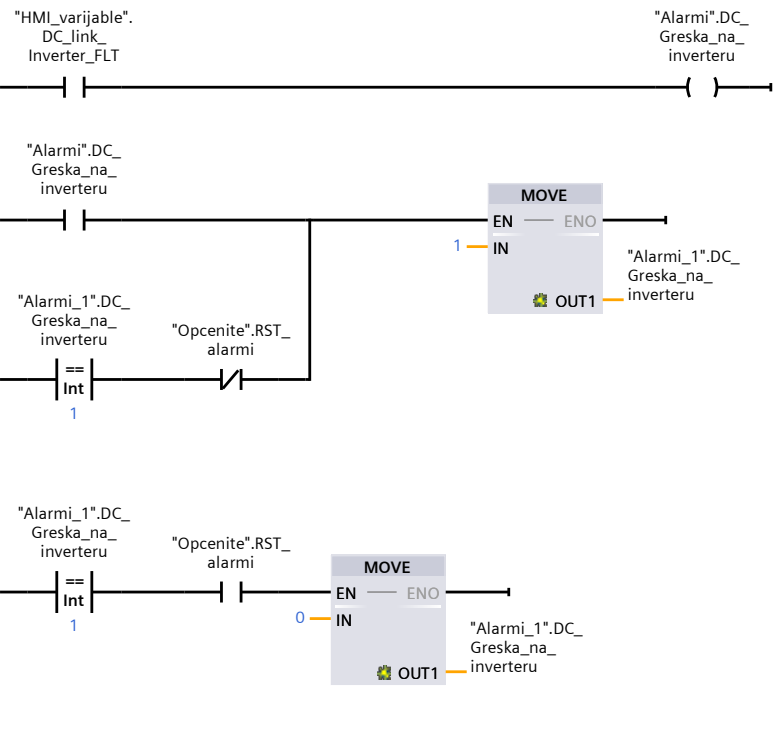 "HMI_varijable".
DC_link_
Inverter_FLT
"Alarmi".DC_
Greska_na_
inverteru
"Alarmi".DC_
Greska_na_
inverteru
MOVE
EN
ENO
1
IN
"Alarmi_1".DC_
Greska_na_
inverteru
OUT1
"Alarmi_1".DC_
Greska_na_
inverteru
"Opcenite".RST_
alarmi
==
Int
1
"Alarmi_1".DC_
Greska_na_
inverteru
"Opcenite".RST_
alarmi
==
Int
1
MOVE
EN
ENO
0
IN
"Alarmi_1".DC_
Greska_na_
inverteru
OUT1